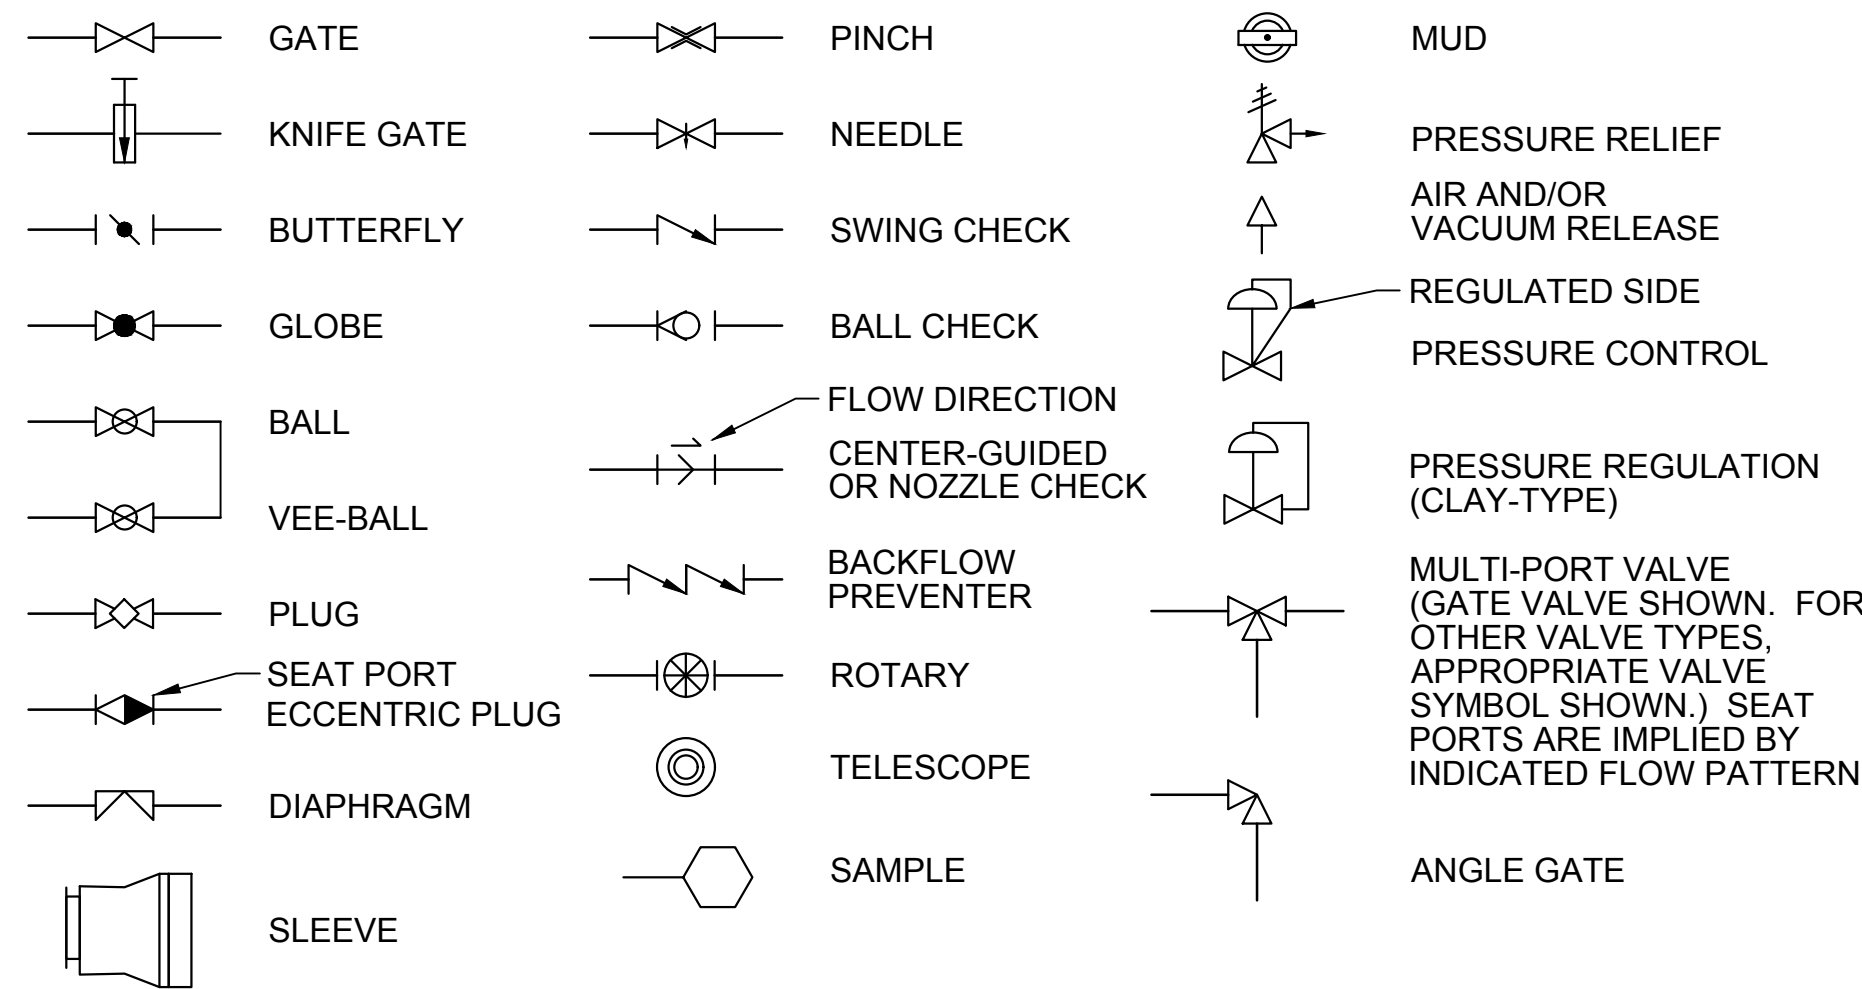 GATE
KNIFE GATE
BUTTERFLY
GLOBE
BALL
VEE-BALL
PLUG
SEAT PORT
ECCENTRIC PLUG
DIAPHRAGM
SLEEVE
PINCH
NEEDLE
SWING CHECK
BALL CHECK
FLOW DIRECTION
CENTER-GUIDED
OR NOZZLE CHECK
BACKFLOW
PREVENTER
ROTARY
TELESCOPE
SAMPLE
MUD
PRESSURE RELIEF
AIR AND/OR
VACUUM RELEASE
REGULATED SIDE
PRESSURE CONTROL
PRESSURE REGULATION
(CLAY-TYPE)
MULTI-PORT VALVE
(GATE VALVE SHOWN.  FOR
OTHER VALVE TYPES,
APPROPRIATE VALVE
SYMBOL SHOWN.)  SEAT
PORTS ARE IMPLIED BY
INDICATED FLOW PATTERN
ANGLE GATE